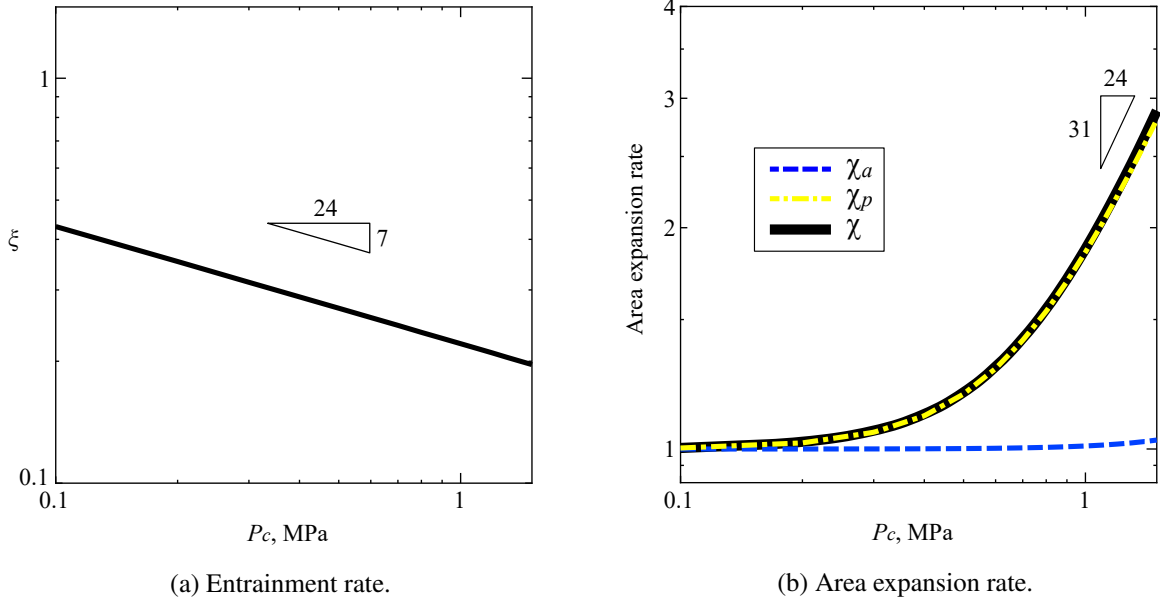 1
24
7
ξ
0.1
0.1
1
Pc, MPa
(a) Entrainment rate.
4
24
3
31
χa
χp
χ
2
Area expansion rate
1
0.1
1
Pc, MPa
(b) Area expansion rate.